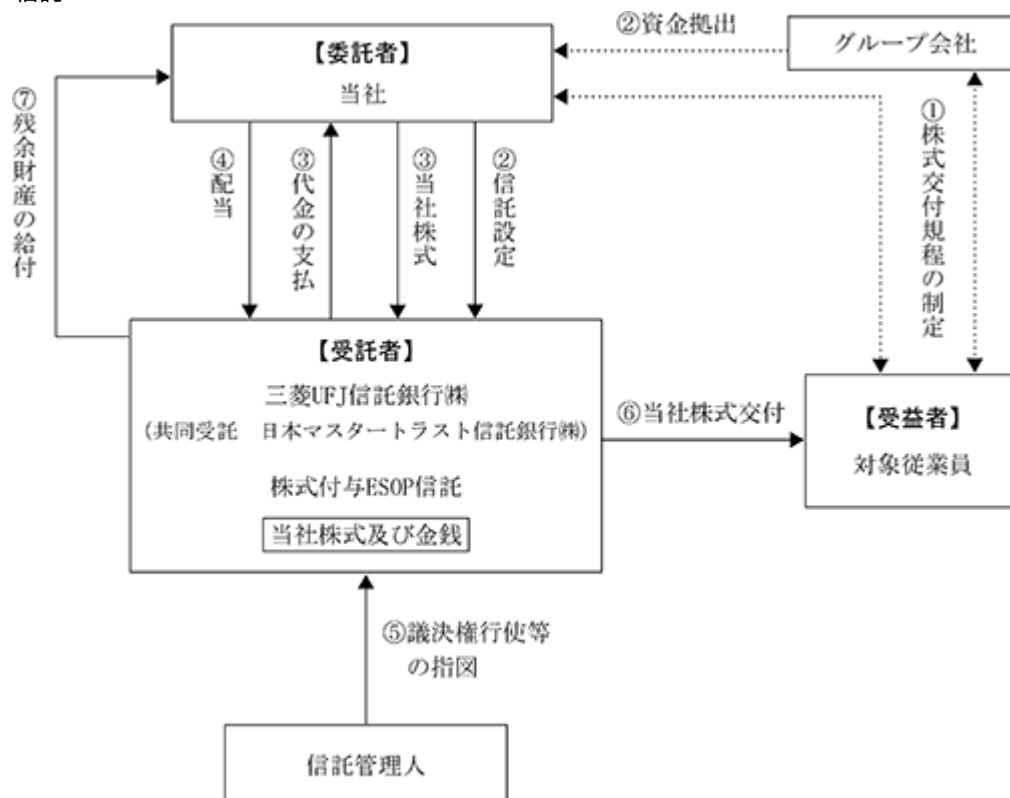 ②資金拠出
グループ会社
【委託者】
当社
①株式交付規程の制定
⑦残余財産の給付
④配当
③代金の支払
③当社株式
②信託設定
【受託者】
三菱UFJ信託銀行㈱
(共同受託　日本マスタートラスト信託銀行㈱)
株式付与ESOP信託
当社株式及び金銭
⑥当社株式交付
【受益者】
対象従業員
⑤議決権行使等
の指図
信託管理人